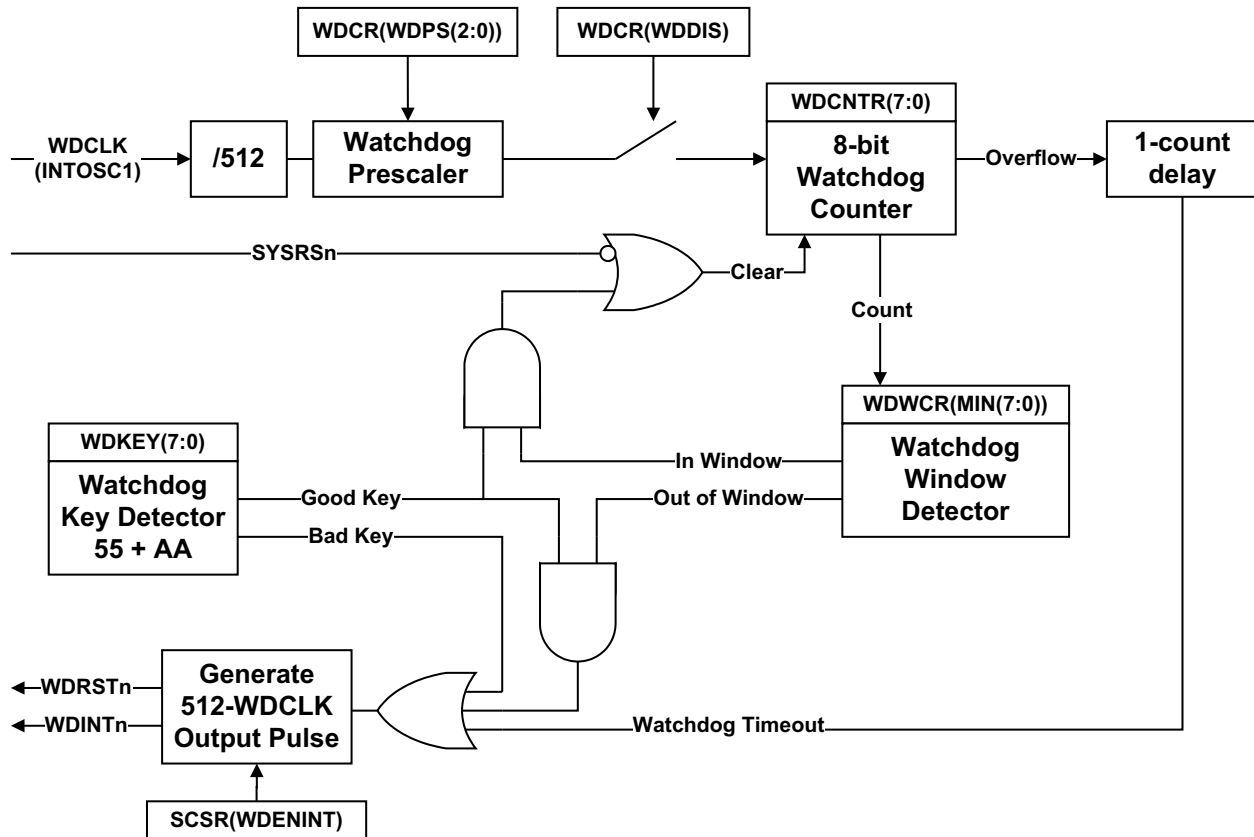 WDCR(WDPS(2:0))
WDCR(WDDIS)
WDCNTR(7:0)
WDCLK
(INTOSC1)
/512
Watchdog
Prescaler
8-bit
Watchdog
Counter
Overflow
1-count
delay
SYSRSn
Clear
Count
WDWCR(MIN(7:0))
Watchdog
Window
Detector
WDKEY(7:0)
Watchdog
Key Detector
55 + AA
In Window
Good Key
Out of Window
Bad Key
Generate
512-WDCLK
Output Pulse
WDRSTn
WDINTn
Watchdog Timeout
SCSR(WDENINT)